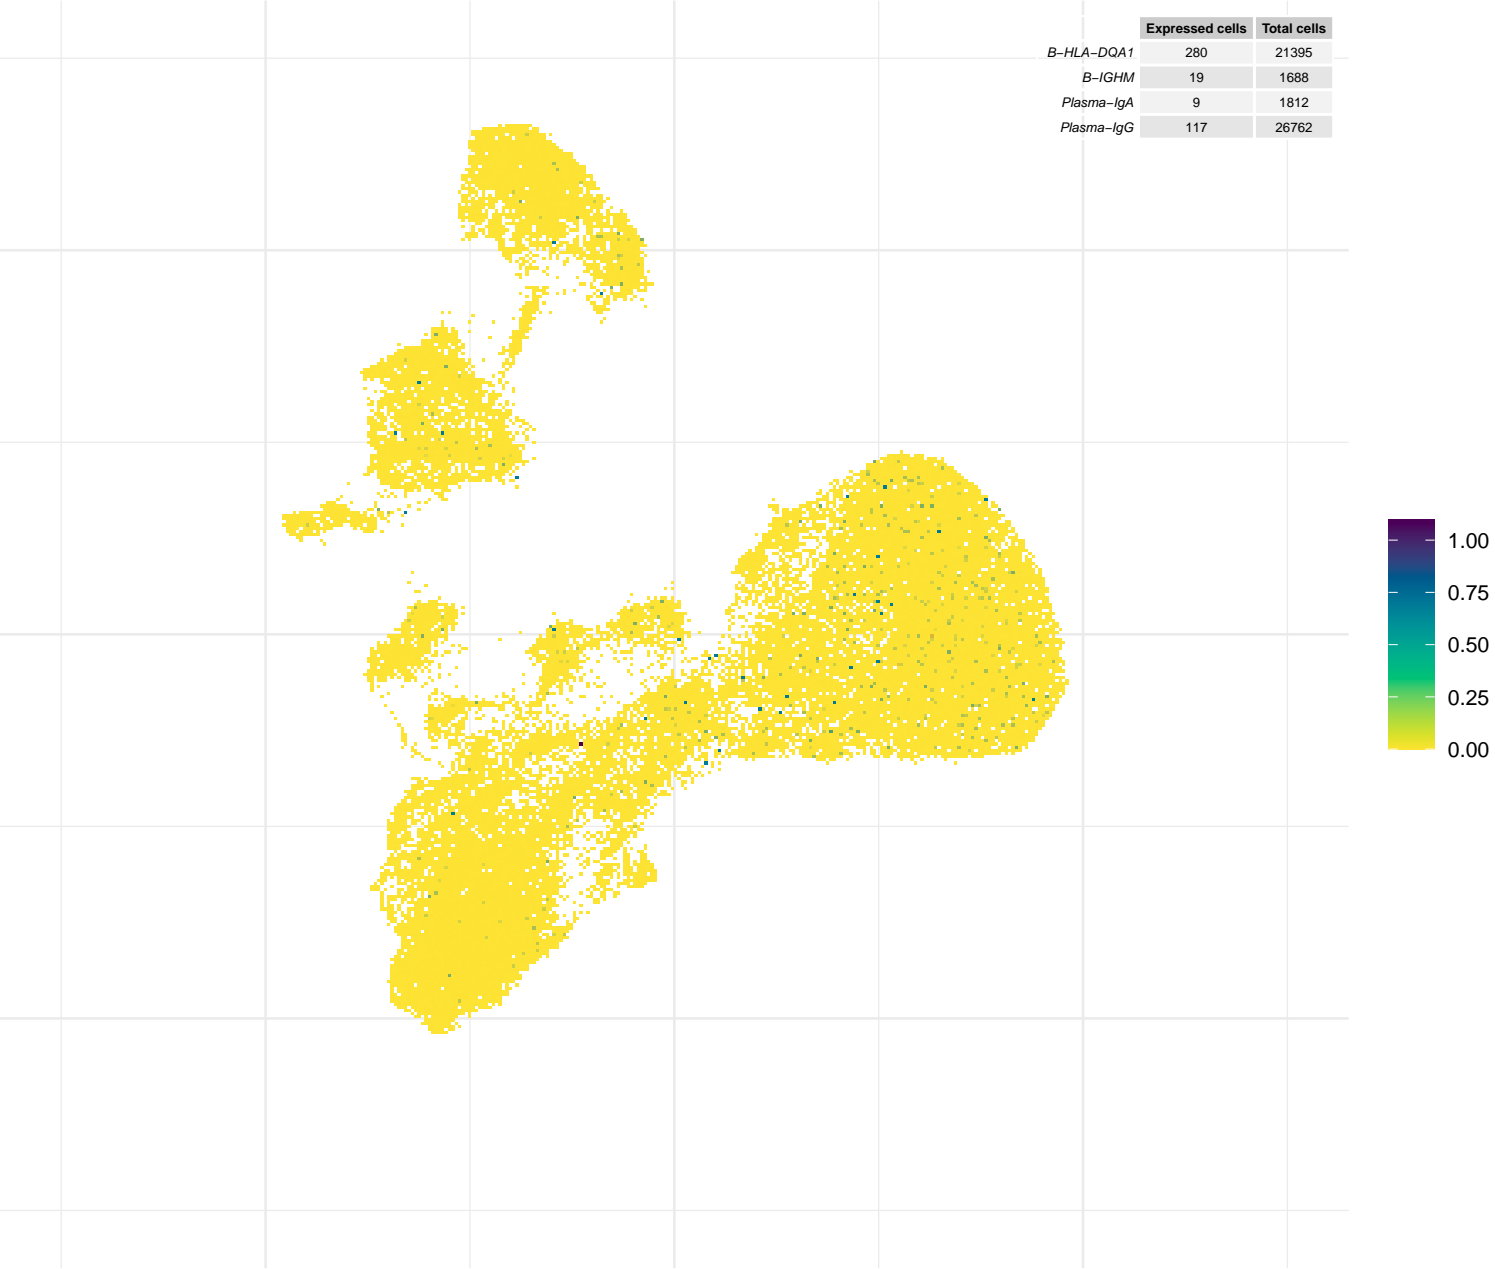 Expressed cells Total cells
B−HLA−DQA1 280 21395
B−IGHM 19 1688
Plasma−IgA 9 1812
Plasma−IgG 117 26762
1.00
0.75
0.50
0.25
0.00